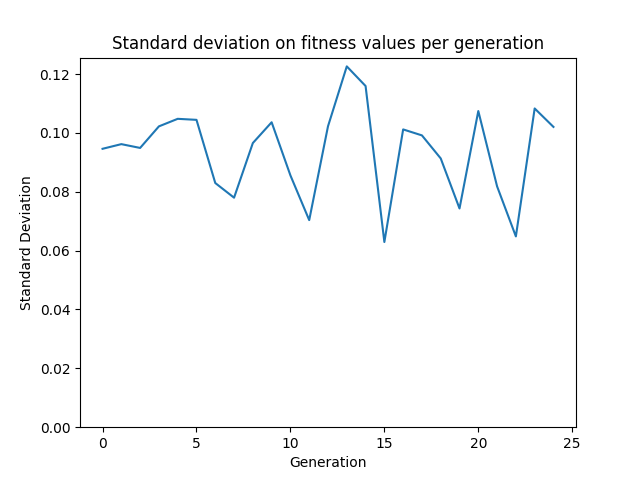 Standard deviation on fitness values per generation
0.12
0.10
0.08
0.06
0.04
0.02
0.00
Standard Deviation
0 5 10 15 20 25
Generation